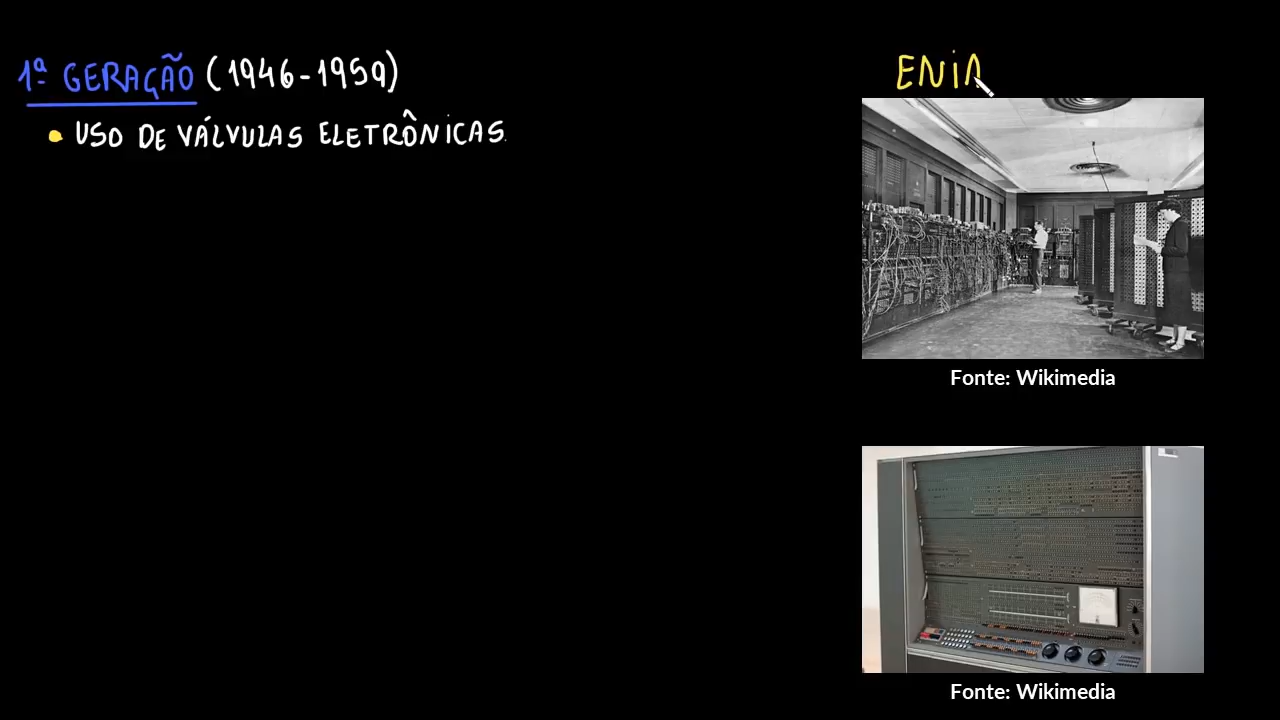 1ª GERAÇÃO (1946-1959)
• USO DE VÁLVULAS ELETRÔNICAS
ENIA
Fonte: Wikimedia
Fonte: Wikimedia